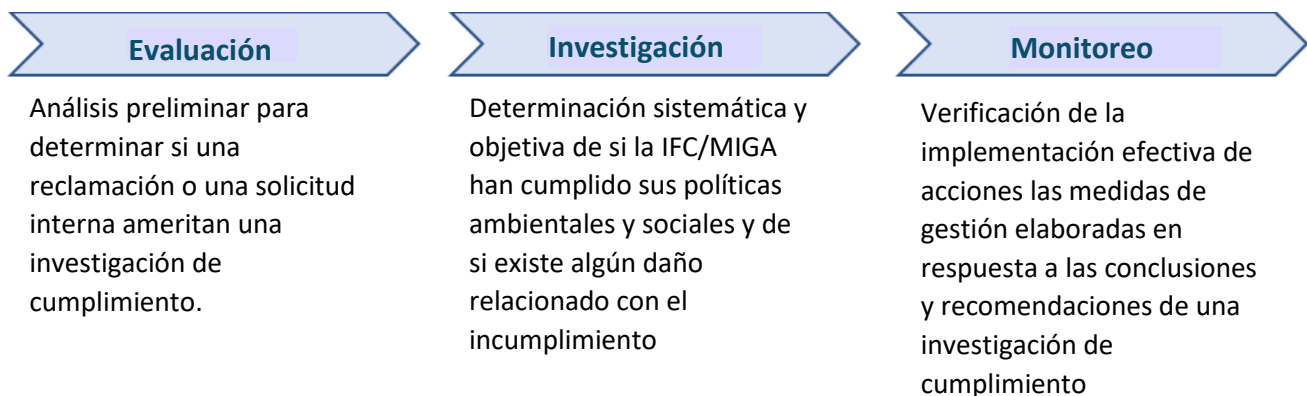 Evaluación
Análisis preliminar para
determinar si una
reclamación o una solicitud
interna ameritan una
investigación de
cumplimiento.
Investigación
Determinación sistemática y
objetiva de si la IFC/MIGA
han cumplido sus políticas
ambientales y sociales y de
si existe algún daño
relacionado con el
incumplimiento
Monitoreo
Verificación de la
implementación efectiva de
acciones las medidas de
gestión elaboradas en
respuesta a las conclusiones
y recomendaciones de una
investigación de
cumplimiento